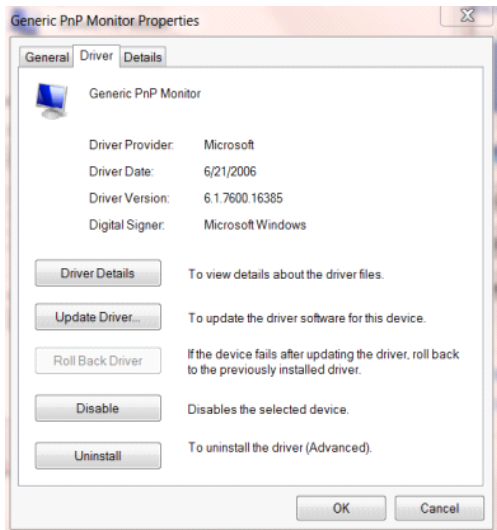 Generic PnP Monitor Properties
General Driver Details
Generic PnP Monitor
Driver Provider: Microsoft
Driver Date: 6/21/2006
Driver Version: 6.1.7600.16385
Digital Signer: Microsoft Windows
Driver Details To view details about the driver files.
Update Driver... To update the driver software for this device.
Roll Back Driver If the device fails after updating the driver, roll back
to the previously installed driver.
Disable Disables the selected device.
Uninstall To uninstall the driver (Advanced).
OK Cancel